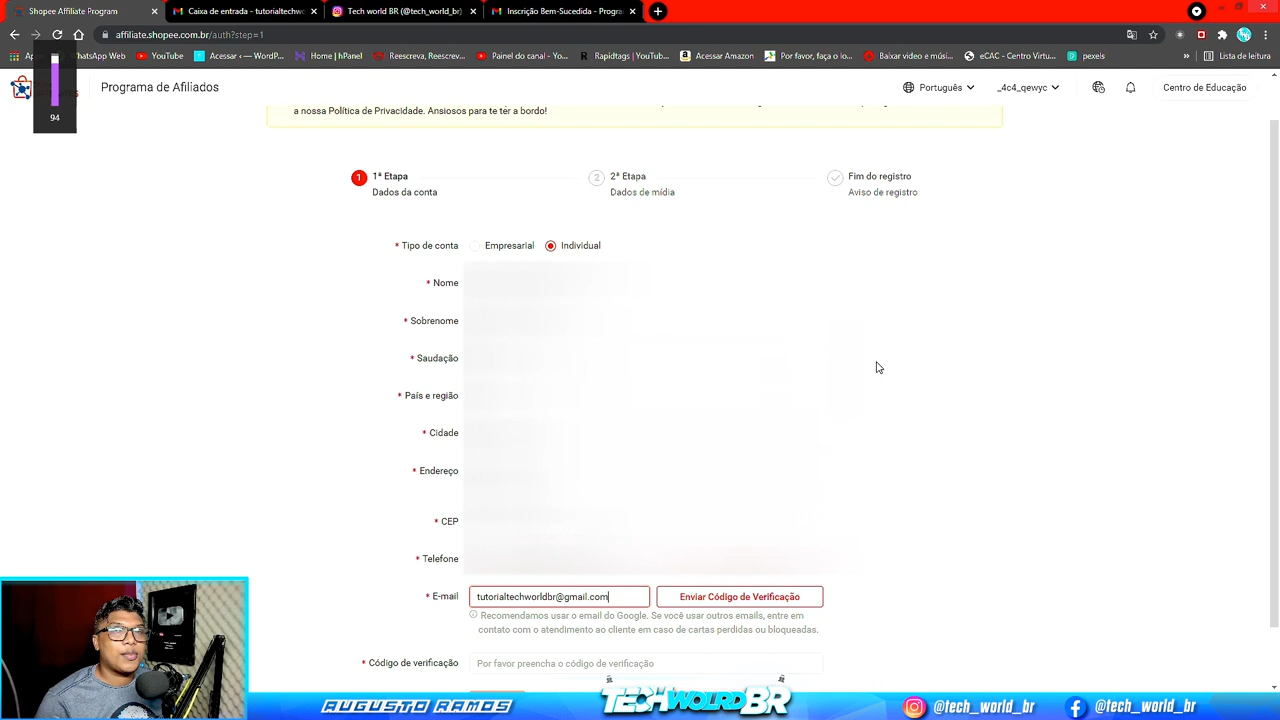 Shopee Affiliate Program
Caixa de entrada - tutorialtechw
Tech world BR (@tech_world_br)
Inscrição Bem-Sucedida - Progra
affiliate.shopee.com.br/auth?step=1
WhatsApp Web
YouTube
Acessar ‹ — WordP...
Home | hPanel
Reescreva, Reescrev...
Painel do canal - Yo...
Rapidtags | YouTub...
Acessar Amazon
Por favor, faça o lo...
Baixar video e músi...
eCAC - Centro Virtu...
pexels
»
Lista de leitura
94
Programa de Afiliados
Português
_4c4_qewyc
Centro de Educação
a nossa Política de Privacidade. Ansiosos para te ter a bordo!
1 1ª Etapa
Dados da conta
2 2ª Etapa
Dados de mídia
Fim do registro
Aviso de registro
* Tipo de conta Empresarial Individual
* Nome
* Sobrenome
* Saudação
* País e região
* Cidade
* Endereço
* CEP
* Telefone
* E-mail tutorialtechworldbr@gmail.com Enviar Código de Verificação
Recomendamos usar o email do Google. Se você usar outros emails, entre em
contato com o atendimento ao cliente em caso de cartas perdidas ou bloqueadas.
* Código de verificação Por favor preencha o código de verificação
AUGUSTO RAMOS
TECHWOLRDBR
@tech_world_br
@tech_world_br